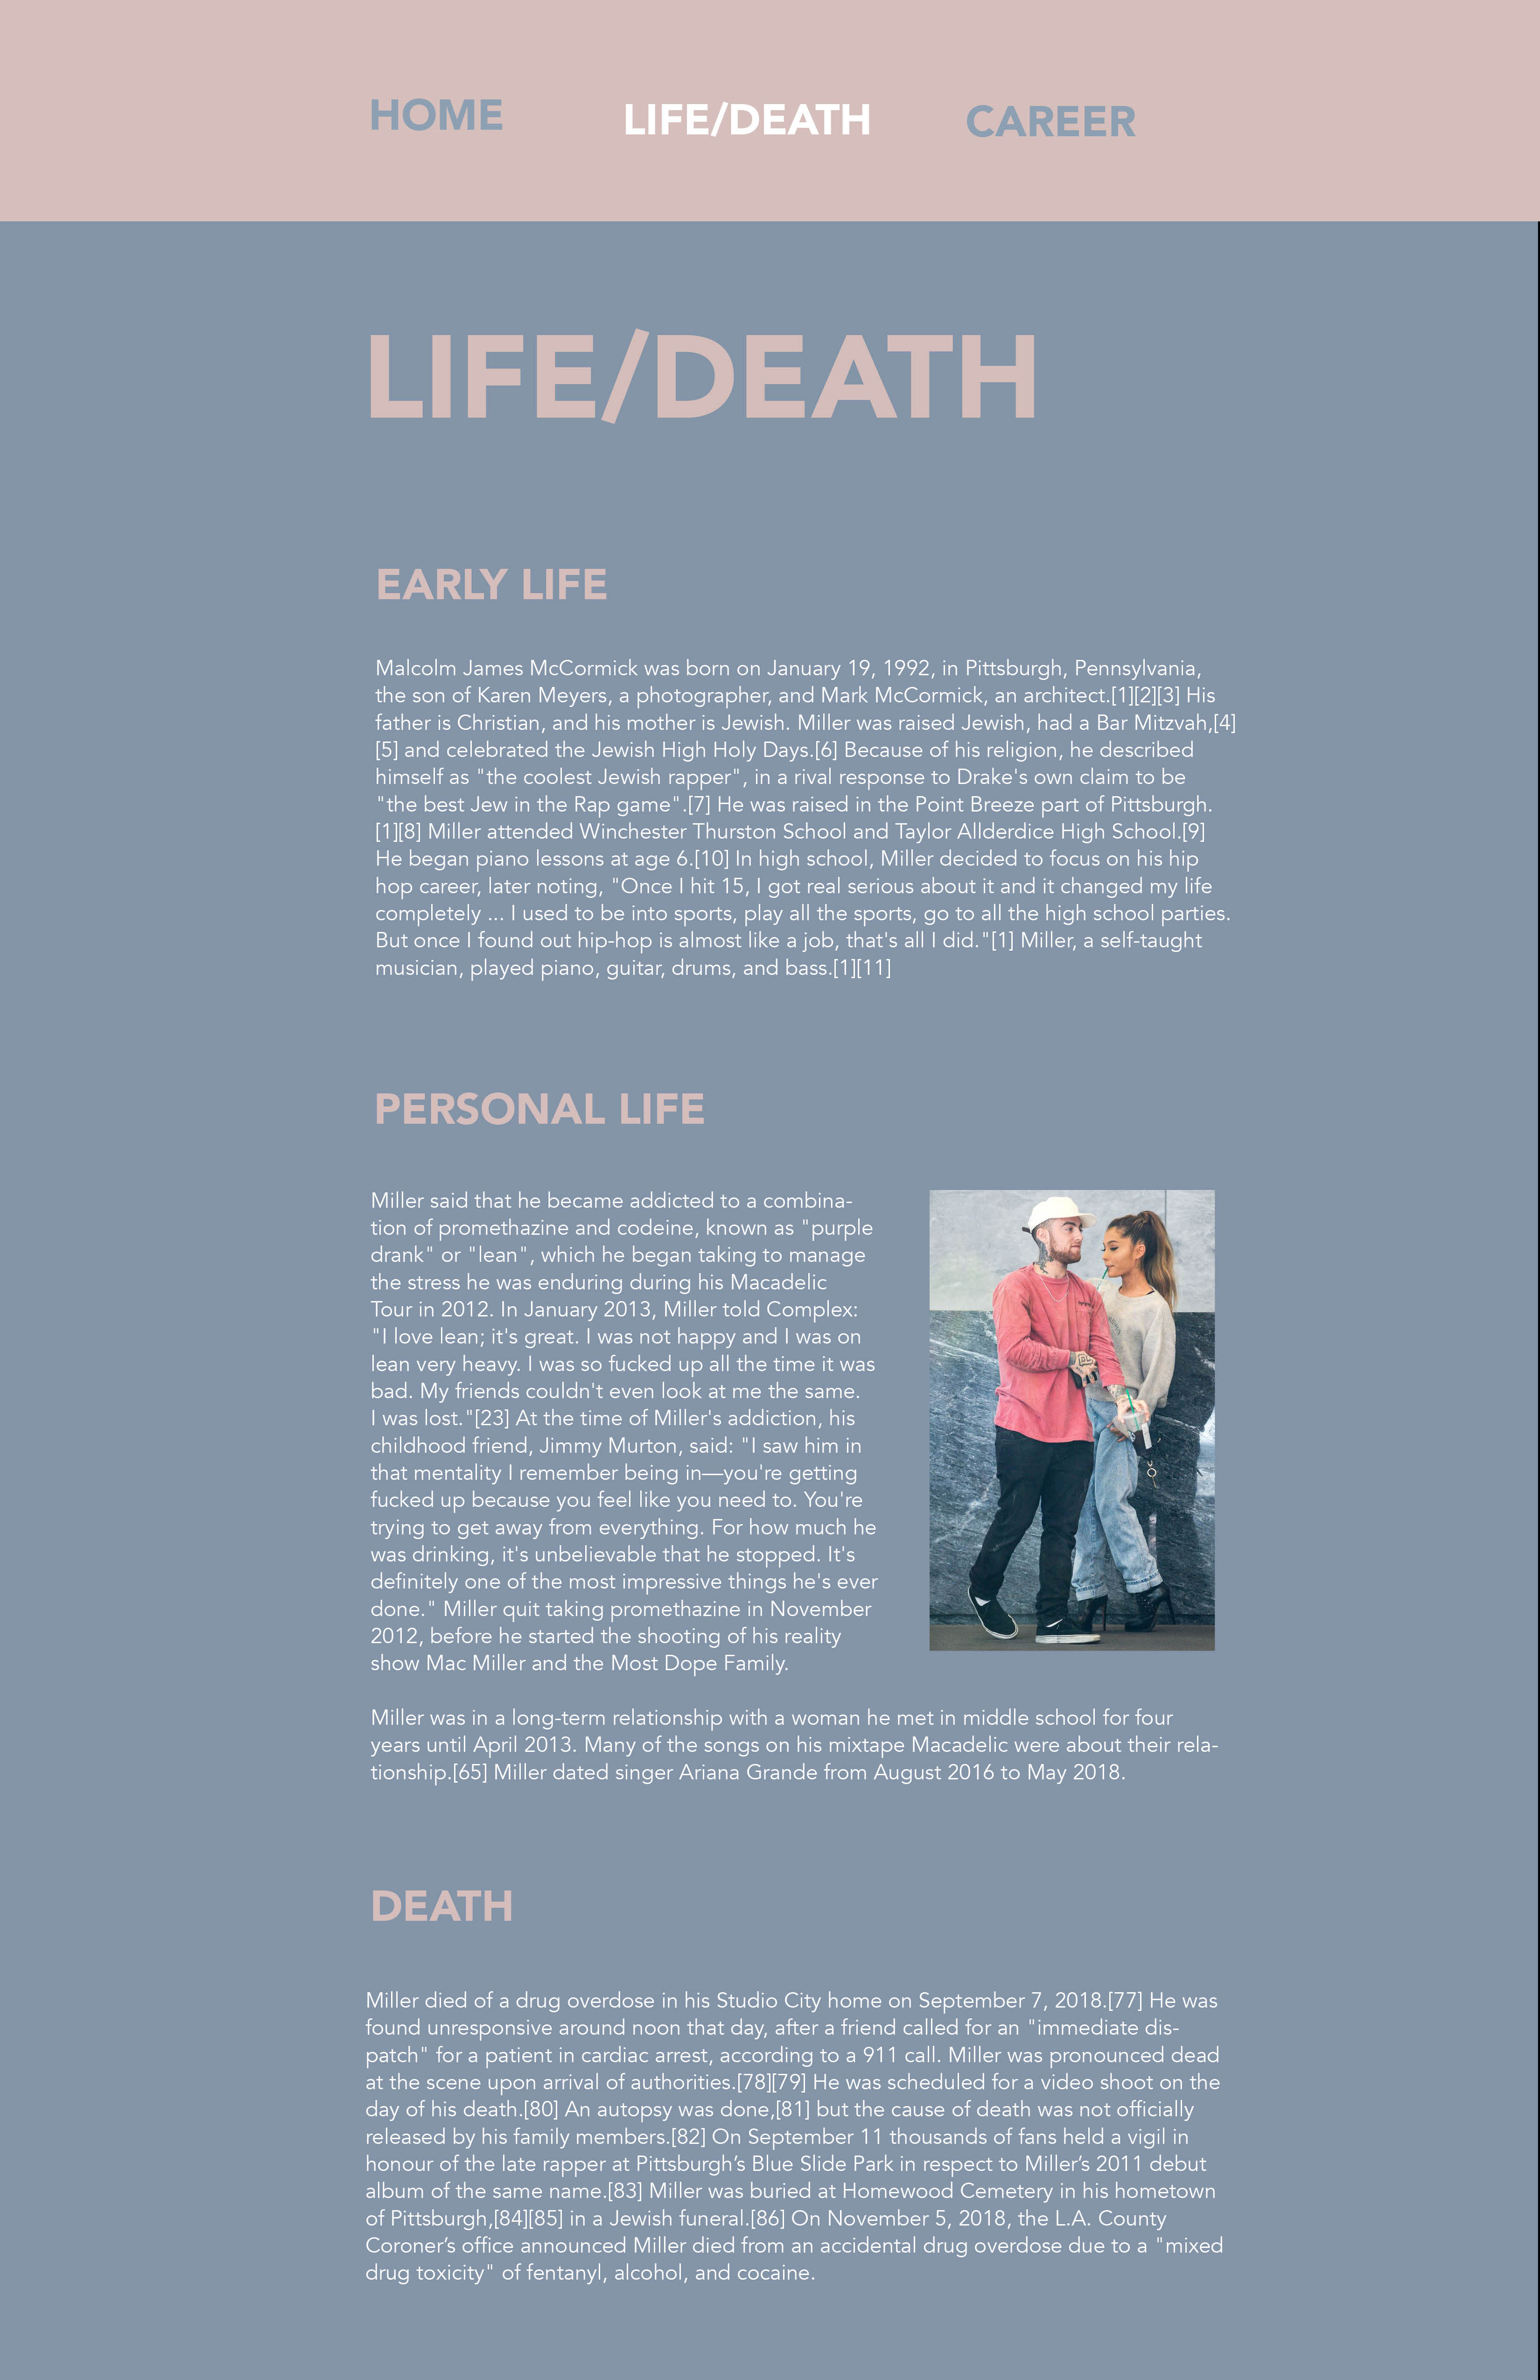 HOME
LIFE/DEATH
CAREER
LIFE/DEATH
EARLY LIFE
Malcolm James McCormick was born on January 19, 1992, in Pittsburgh, Pennsylvania,
the son of Karen Meyers, a photographer, and Mark McCormick, an architect.[1][2][3] His
father is Christian, and his mother is Jewish. Miller was raised Jewish, had a Bar Mitzvah,[4]
[5] and celebrated the Jewish High Holy Days.[6] Because of his religion, he described
himself as "the coolest Jewish rapper", in a rival response to Drake's own claim to be
"the best Jew in the Rap game".[7] He was raised in the Point Breeze part of Pittsburgh.
[1][8] Miller attended Winchester Thurston School and Taylor Allderdice High School.[9]
He began piano lessons at age 6.[10] In high school, Miller decided to focus on his hip
hop career, later noting, "Once I hit 15, I got real serious about it and it changed my life
completely ... I used to be into sports, play all the sports, go to all the high school parties.
But once I found out hip-hop is almost like a job, that's all I did."[1] Miller, a self-taught
musician, played piano, guitar, drums, and bass.[1][11]
PERSONAL LIFE
Miller said that he became addicted to a combina-
tion of promethazine and codeine, known as "purple
drank" or "lean", which he began taking to manage
the stress he was enduring during his Macadelic
Tour in 2012. In January 2013, Miller told Complex:
"I love lean; it's great. I was not happy and I was on
lean very heavy. I was so fucked up all the time it was
bad. My friends couldn't even look at me the same.
I was lost."[23] At the time of Miller's addiction, his
childhood friend, Jimmy Murton, said: "I saw him in
that mentality I remember being in—you're getting
fucked up because you feel like you need to. You're
trying to get away from everything. For how much he
was drinking, it's unbelievable that he stopped. It's
definitely one of the most impressive things he's ever
done." Miller quit taking promethazine in November
2012, before he started the shooting of his reality
show Mac Miller and the Most Dope Family.
Miller was in a long-term relationship with a woman he met in middle school for four
years until April 2013. Many of the songs on his mixtape Macadelic were about their rela-
tionship.[65] Miller dated singer Ariana Grande from August 2016 to May 2018.
DEATH
Miller died of a drug overdose in his Studio City home on September 7, 2018.[77] He was
found unresponsive around noon that day, after a friend called for an "immediate dis-
patch" for a patient in cardiac arrest, according to a 911 call. Miller was pronounced dead
at the scene upon arrival of authorities.[78][79] He was scheduled for a video shoot on the
day of his death.[80] An autopsy was done,[81] but the cause of death was not officially
released by his family members.[82] On September 11 thousands of fans held a vigil in
honour of the late rapper at Pittsburgh’s Blue Slide Park in respect to Miller’s 2011 debut
album of the same name.[83] Miller was buried at Homewood Cemetery in his hometown
of Pittsburgh,[84][85] in a Jewish funeral.[86] On November 5, 2018, the L.A. County
Coroner’s office announced Miller died from an accidental drug overdose due to a "mixed
drug toxicity" of fentanyl, alcohol, and cocaine.